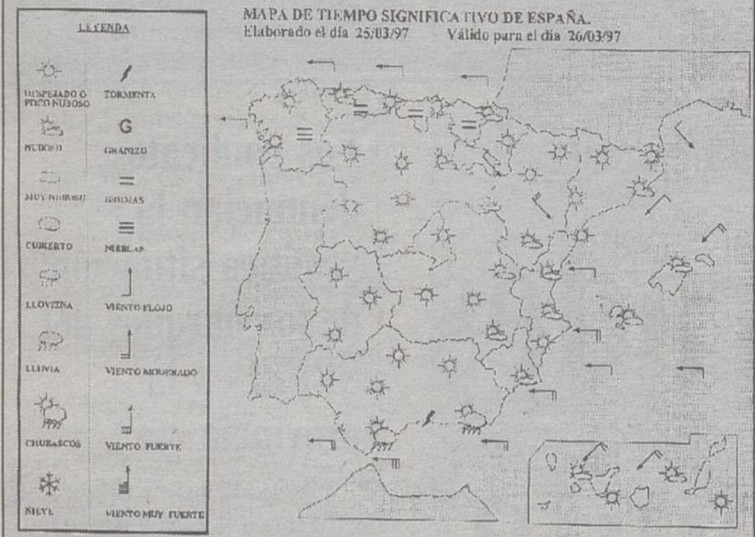 MAPA DE TIEMPO SIGNIFICATIVO DE ESPAÑA.
Elaborado el día 25/03/97 Válido para el día 26/03/97
LEYENDA
DESPEJADO O
POCO NUBOSO
TORMENTA
NUBOSO
G
GRANIZO
MUY NUBOSO
BRUMAS
CUBIERTO
NIEBLAS
LLOVIZNA
VIENTO FLOJO
LLUVIA
VIENTO MODERADO
CHUBASCOS
VIENTO FUERTE
NIEVE
VIENTO MUY FUERTE